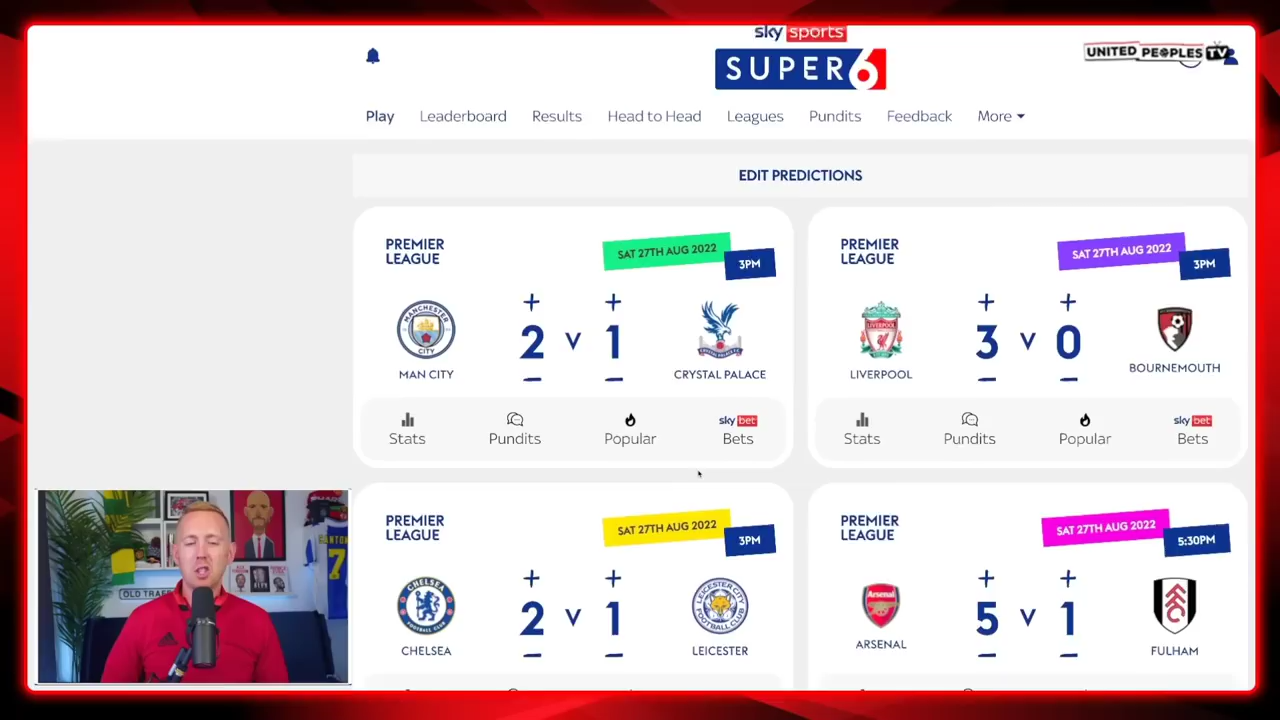 sky sports
SUPER 6
UNITED PEOPLES TV
Play Leaderboard Results Head to Head Leagues Pundits Feedback More
EDIT PREDICTIONS
PREMIER LEAGUE
SAT 27TH AUG 2022
3PM
2 v 1
MAN CITY
CRYSTAL PALACE
Stats Pundits Popular sky bet Bets
PREMIER LEAGUE
SAT 27TH AUG 2022
3PM
3 v 0
LIVERPOOL
BOURNEMOUTH
Stats Pundits Popular sky bet Bets
PREMIER LEAGUE
SAT 27TH AUG 2022
3PM
2 v 1
CHELSEA
LEICESTER
PREMIER LEAGUE
SAT 27TH AUG 2022
5:30PM
Arsenal
5 v 1
ARSENAL
FULHAM
OLD TRAF